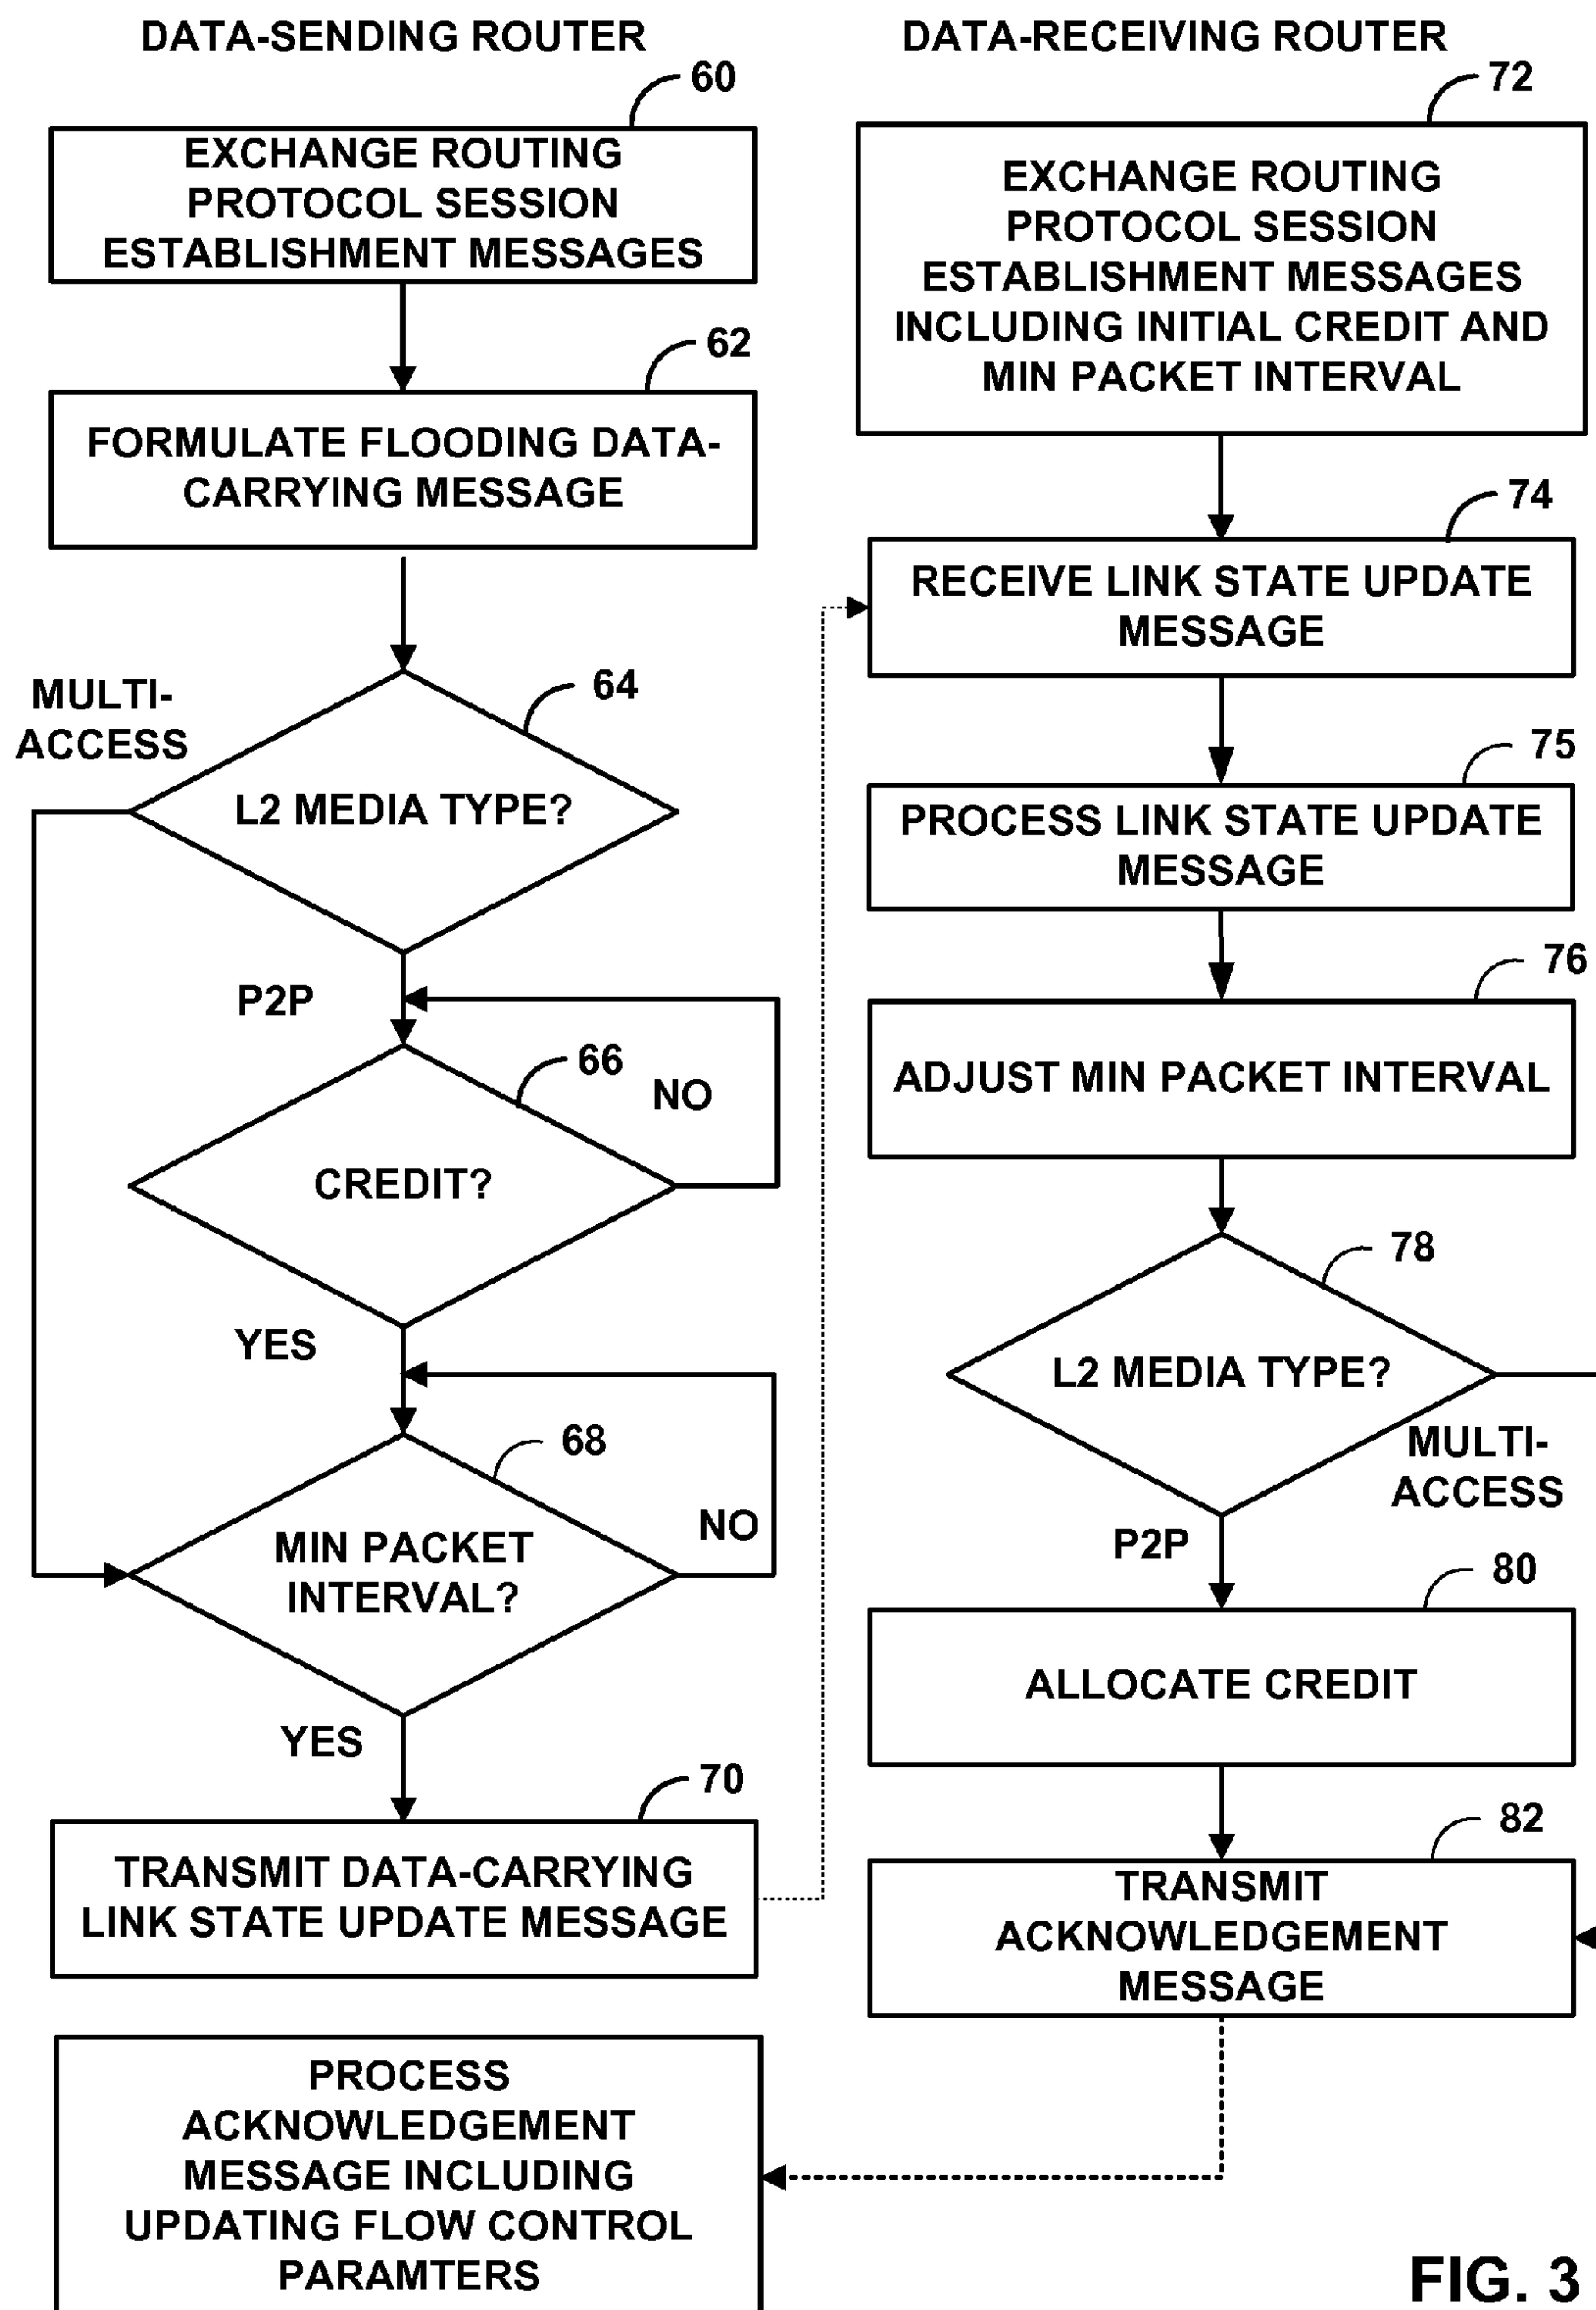 DATA-SENDING ROUTER
60
EXCHANGE ROUTING
PROTOCOL SESSION
ESTABLISHMENT MESSAGES
62
FORMULATE FLOODING DATA-
CARRYING MESSAGE
MULTI-
ACCESS
64
L2 MEDIA TYPE?
P2P
66
NO
CREDIT?
YES
68
NO
MIN PACKET
INTERVAL?
YES
70
TRANSMIT DATA-CARRYING
LINK STATE UPDATE MESSAGE
PROCESS
ACKNOWLEDGEMENT
MESSAGE INCLUDING
UPDATING FLOW CONTROL
PARAMTERS
DATA-RECEIVING ROUTER
72
EXCHANGE ROUTING
PROTOCOL SESSION
ESTABLISHMENT MESSAGES
INCLUDING INITIAL CREDIT AND
MIN PACKET INTERVAL
74
RECEIVE LINK STATE UPDATE
MESSAGE
75
PROCESS LINK STATE UPDATE
MESSAGE
76
ADJUST MIN PACKET INTERVAL
78
L2 MEDIA TYPE?
MULTI-
ACCESS
P2P
80
ALLOCATE CREDIT
82
TRANSMIT
ACKNOWLEDGEMENT
MESSAGE
FIG. 3